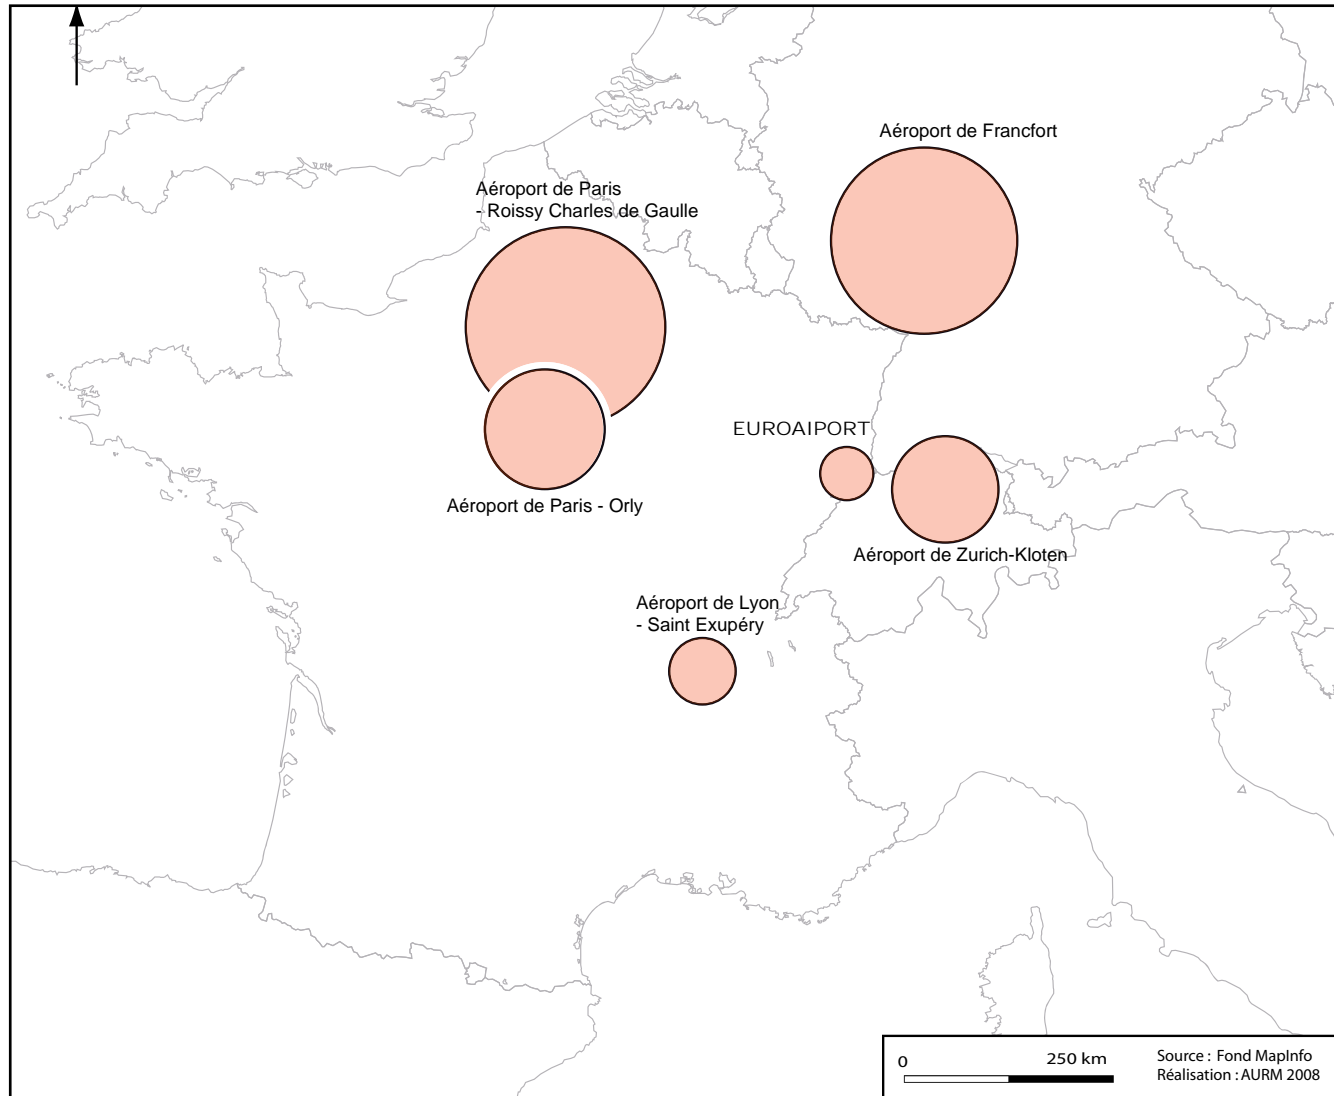 Aéroport de Francfort
Aéroport de Paris
- Roissy Charles de Gaulle
EUROAIPORT
Aéroport de Paris - Orly
Aéroport de Zurich-Kloten
Aéroport de Lyon
- Saint Exupéry
0 250 km
Source : Fond MapInfo
Réalisation : AURM 2008